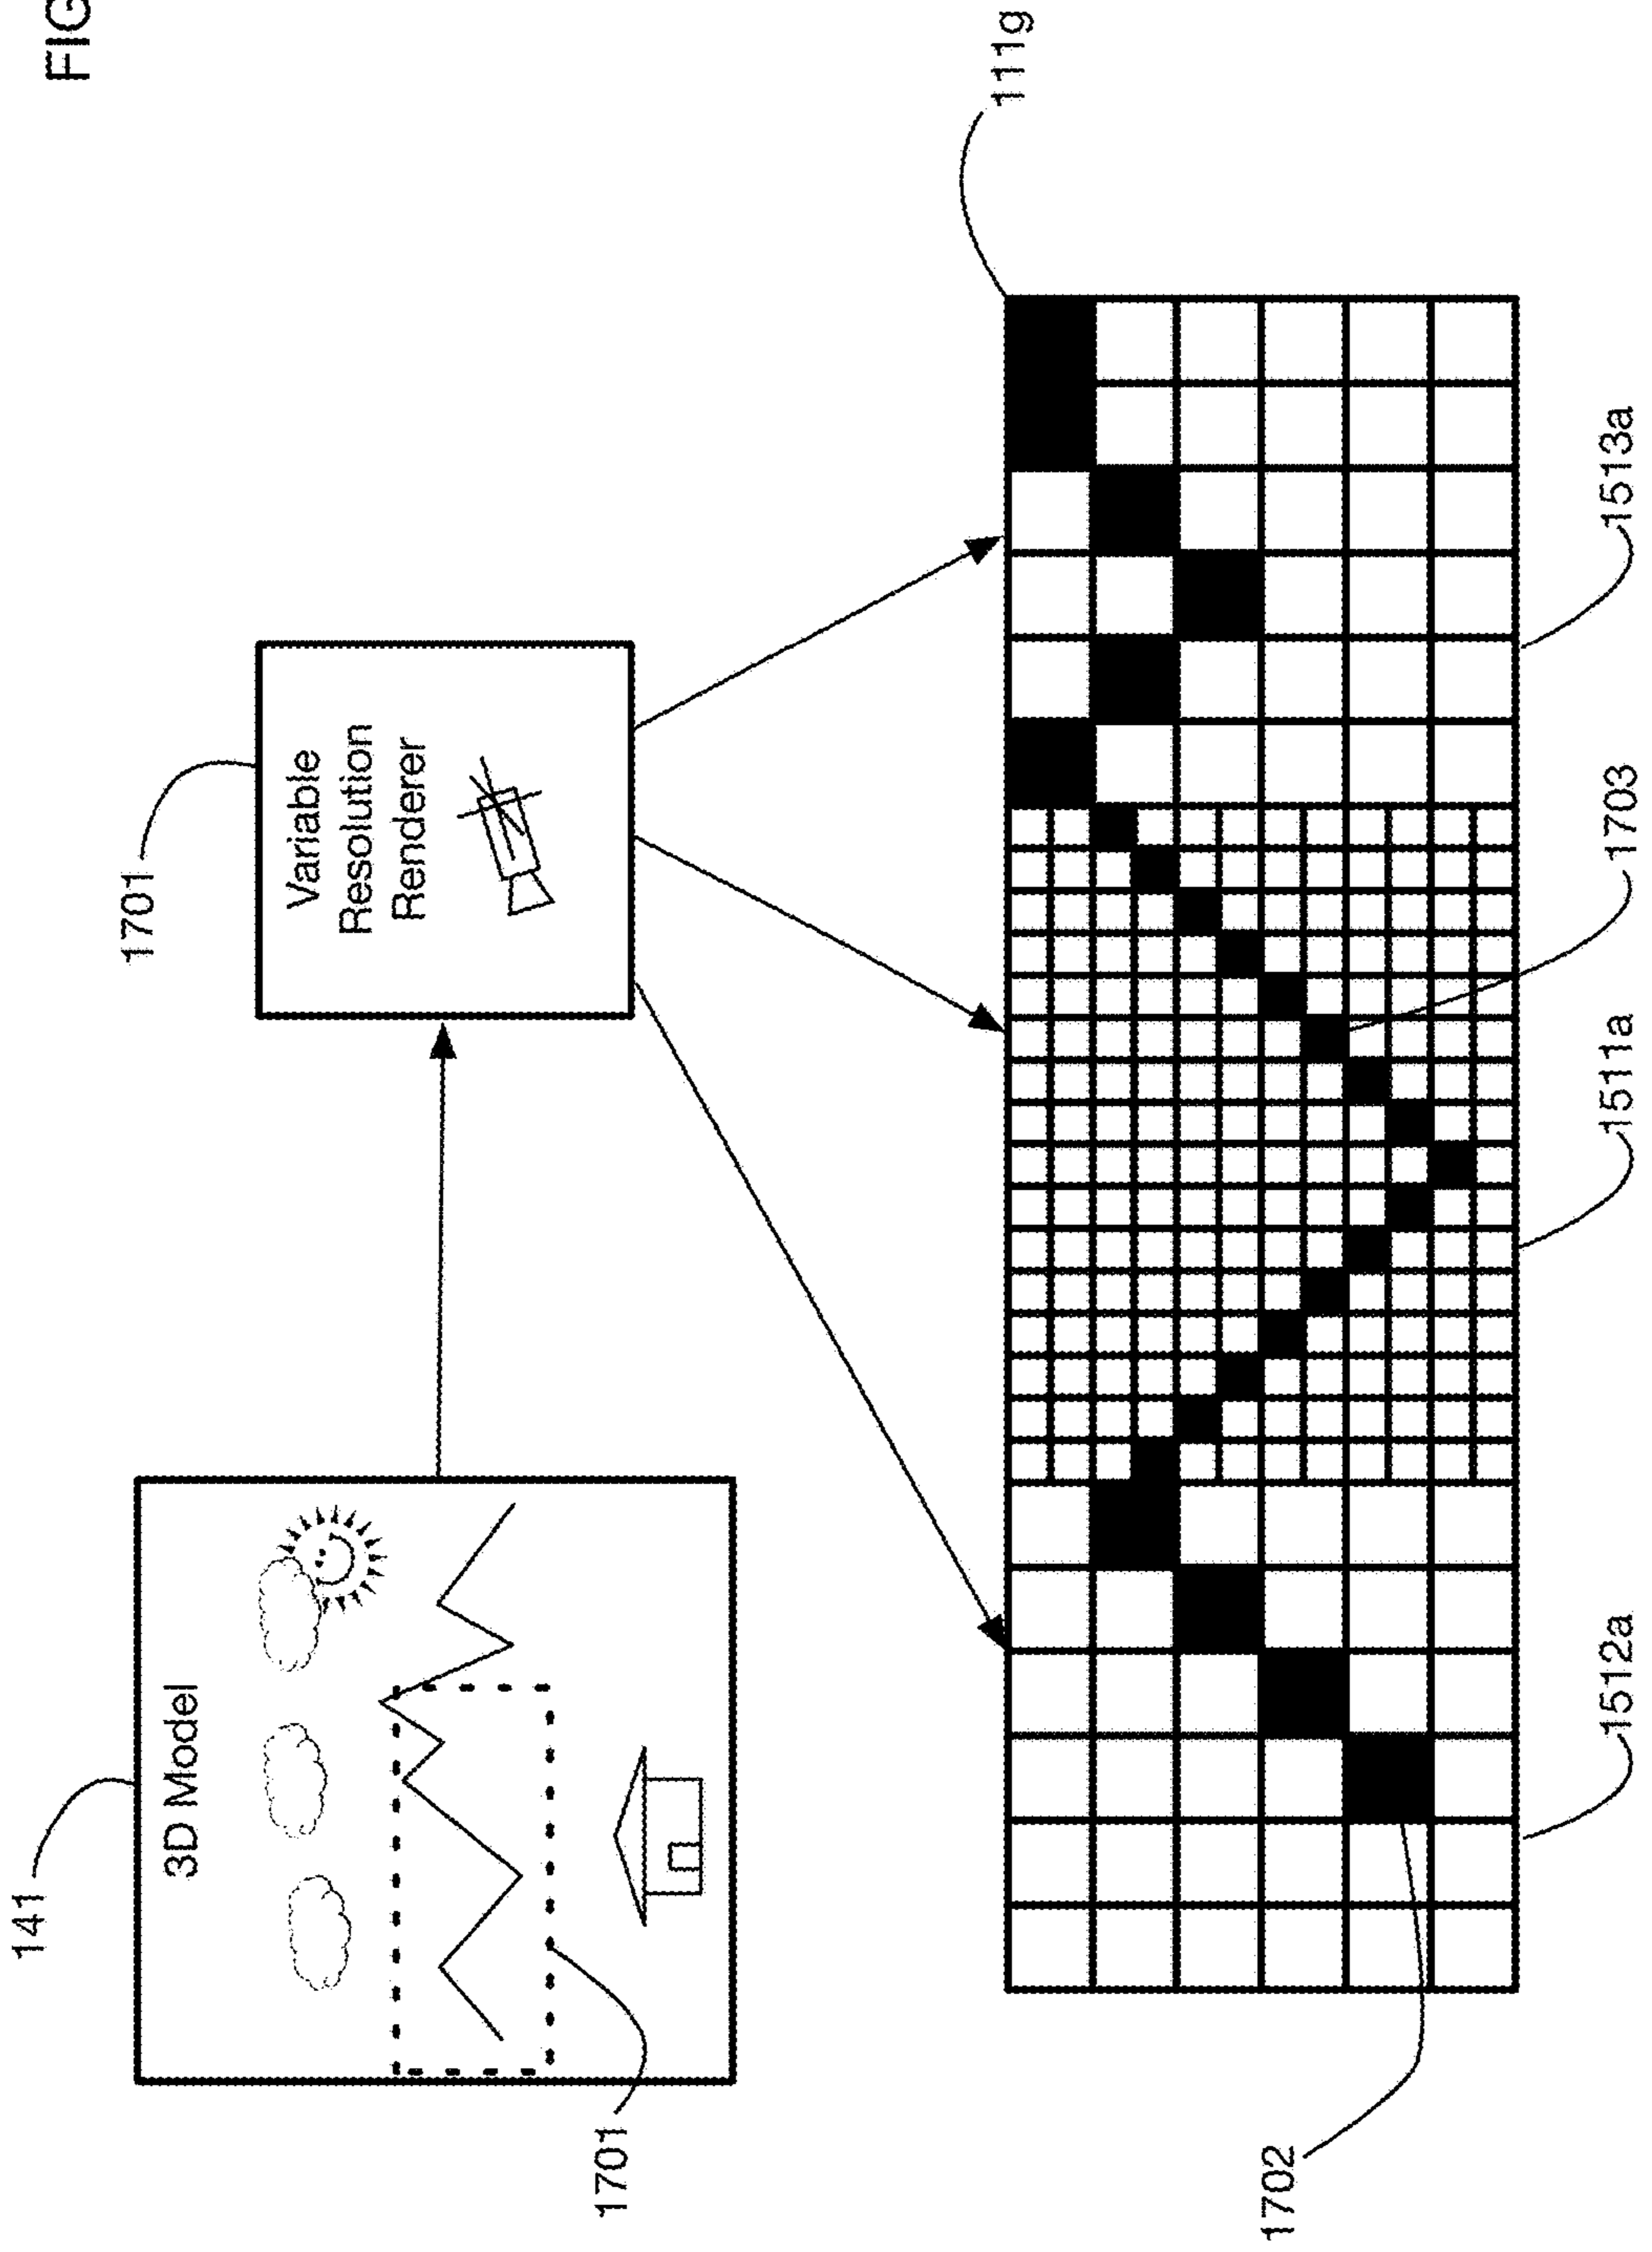 FIG
141
3D Model
1701
Variable
Resolution
Renderer
1701
111g
1702
1512a
1511a
1703
1513a